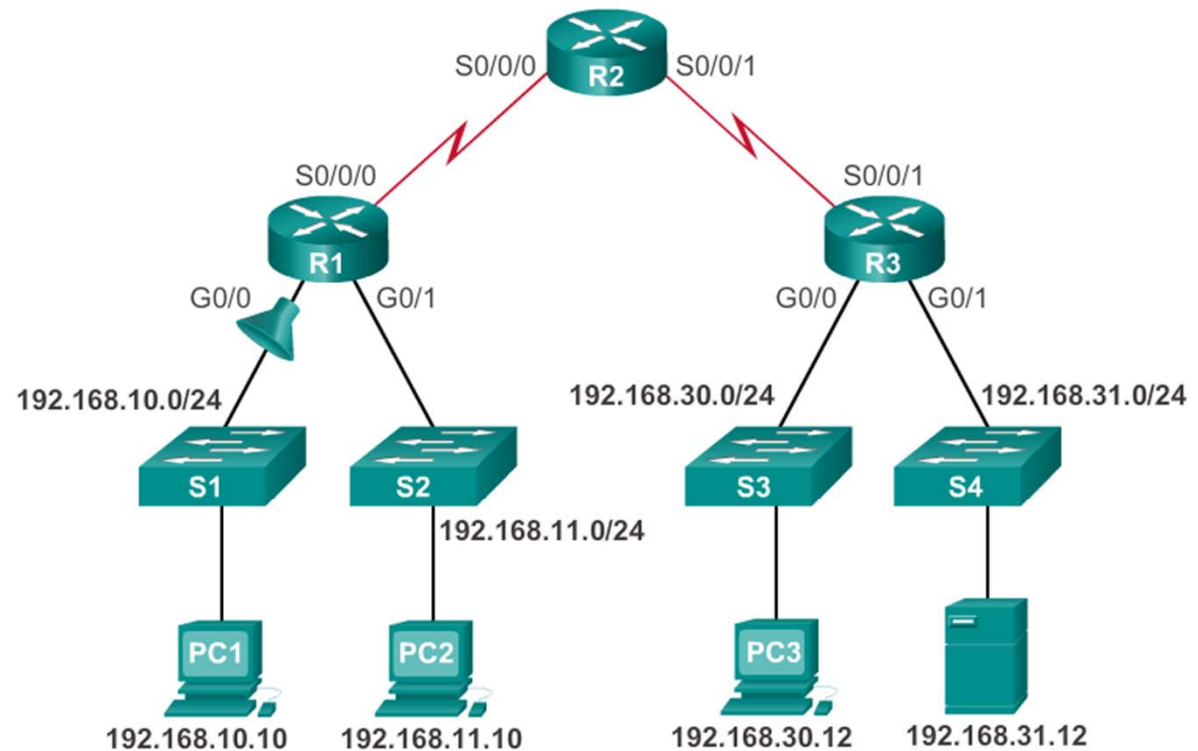 S0/0/0
S0/0/1
R2
S0/0/0
S0/0/1
R1
R3
G0/0
G0/1
G0/0
G0/1
192.168.10.0/24
192.168.30.0/24
192.168.31.0/24
S1
S2
S3
S4
192.168.11.0/24
PC1
PC2
PC3
192.168.10.10
192.168.11.10
192.168.30.12
192.168.31.12